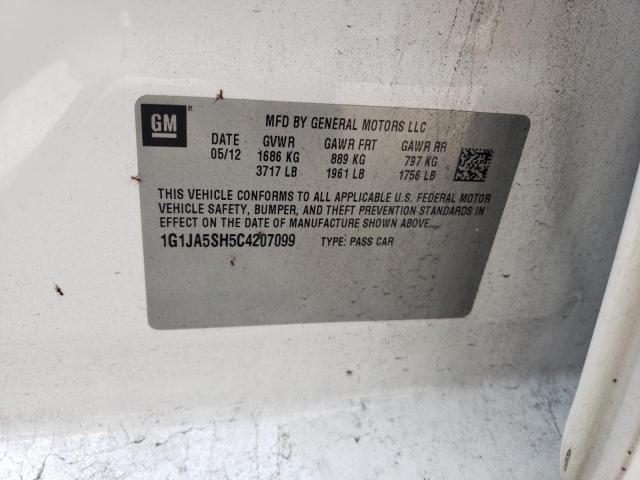 GM
MFD BY GENERAL MOTORS LLC
DATE GVWR GAWR FRT GAWR RR
05/12 1686 KG 889 KG 797 KG
3717 LB 1961 LB 1756 LB
THIS VEHICLE CONFORMS TO ALL APPLICABLE U.S. FEDERAL MOTOR
VEHICLE SAFETY, BUMPER, AND THEFT PREVENTION STANDARDS IN
EFFECT ON THE DATE OF MANUFACTURE SHOWN ABOVE.
1G1JA5SH5C4207099 TYPE: PASS CAR